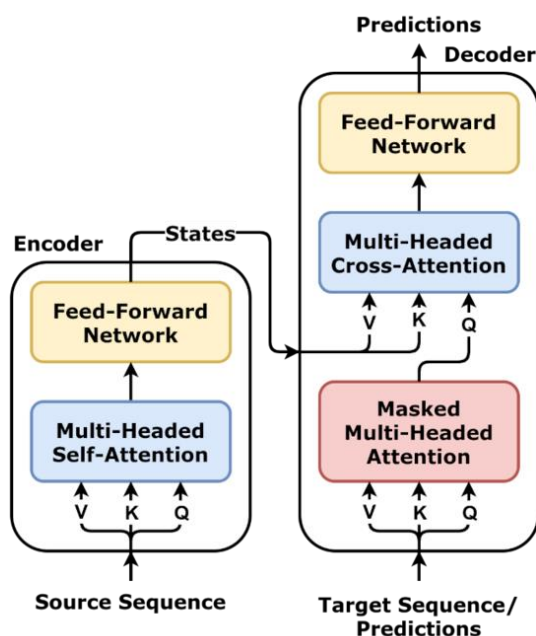 Predictions
Decoder
Feed-Forward
Network
Multi-Headed
Cross-Attention
V K Q
Masked
Multi-Headed
Attention
V K Q
Target Sequence/
Predictions
States
Encoder
Feed-Forward
Network
Multi-Headed
Self-Attention
V K Q
Source Sequence